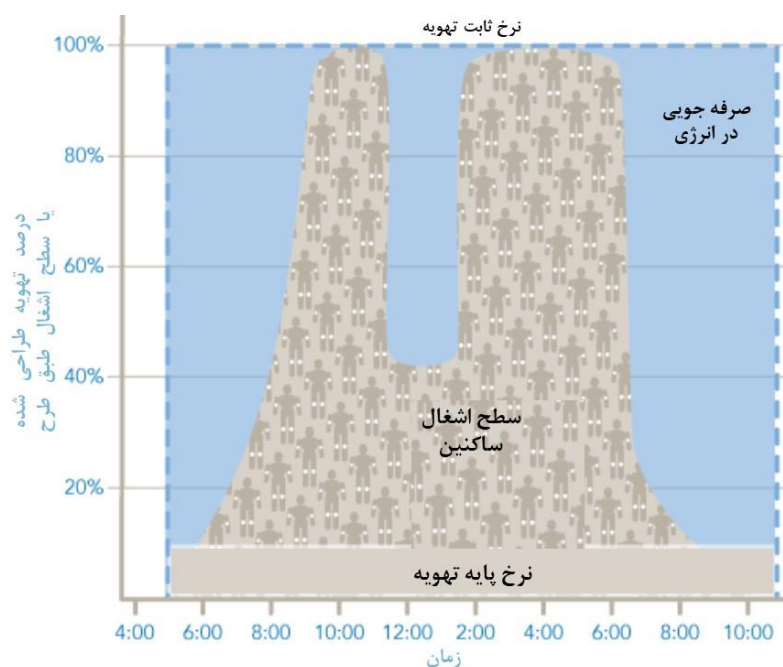 نرخ ثابت تهویه
100%
صرفه جویی
در انرژی
80%
درصد تهویه طراحی شده
یا سطح اشغال طبق طرح
60%
40%
سطح اشغال
ساکنین
20%
نرخ پایه تهویه
4:00 6:00 8:00 10:00 12:00 2:00 4:00 6:00 8:00 10:00
زمان